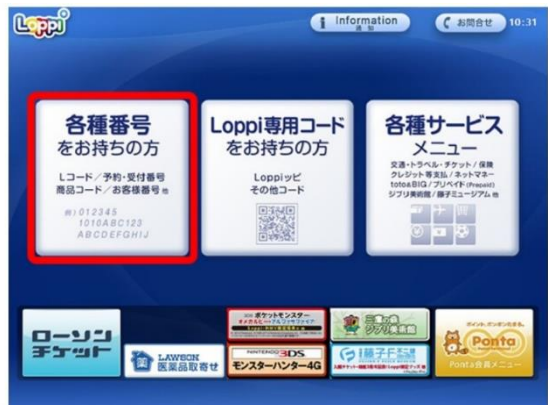 Loppi
Information
通知
お問合せ
10:31
各種番号
をお持ちの方
Lコード/予約・受付番号
商品コード/お客様番号 他
例)012345
1010ABC123
ABCDEFGHIJ
Loppi専用コード
をお持ちの方
Loppiッピ
その他コード
各種サービス
メニュー
交通・トラベル・チケット/保険
クレジット等支払/ネットマネー
toto&BIG/プリペイド(Prepaid)
ジブリ美術館/藤子ミュージアム 他
ローソン
チケット
LAWSON
医薬品取寄せ
ポケットモンスター
NINTENDO 3DS
モンスターハンター4G
三鷹の森
ジブリ美術館
藤子・F・不二雄
Ponta
Ponta会員メニュー